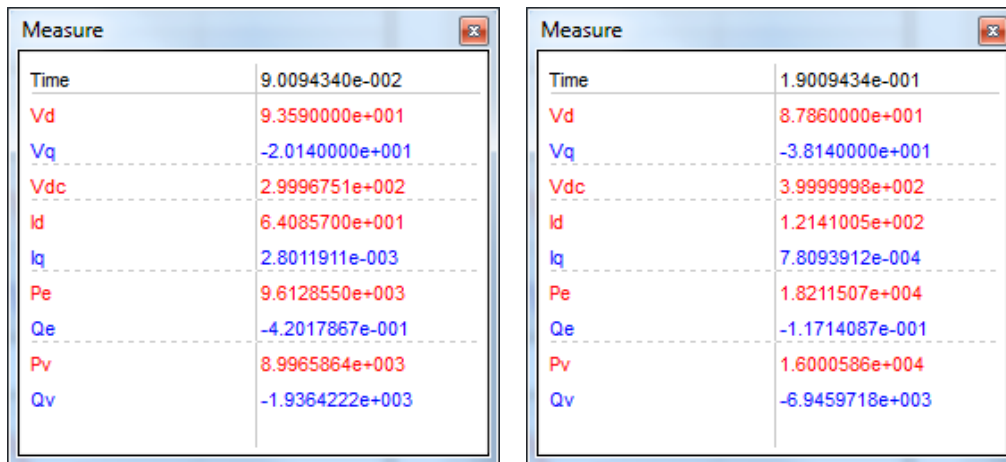 Measure
Time 9.0094340e-002
Vd 9.3590000e+001
Vq -2.0140000e+001
Vdc 2.9996751e+002
Id 6.4085700e+001
Iq 2.8011911e-003
Pe 9.6128550e+003
Qe -4.2017867e-001
Pv 8.9965864e+003
Qv -1.9364222e+003
Measure
Time 1.9009434e-001
Vd 8.7860000e+001
Vq -3.8140000e+001
Vdc 3.9999998e+002
Id 1.2141005e+002
Iq 7.8093912e-004
Pe 1.8211507e+004
Qe -1.1714087e-001
Pv 1.6000586e+004
Qv -6.9459718e+003